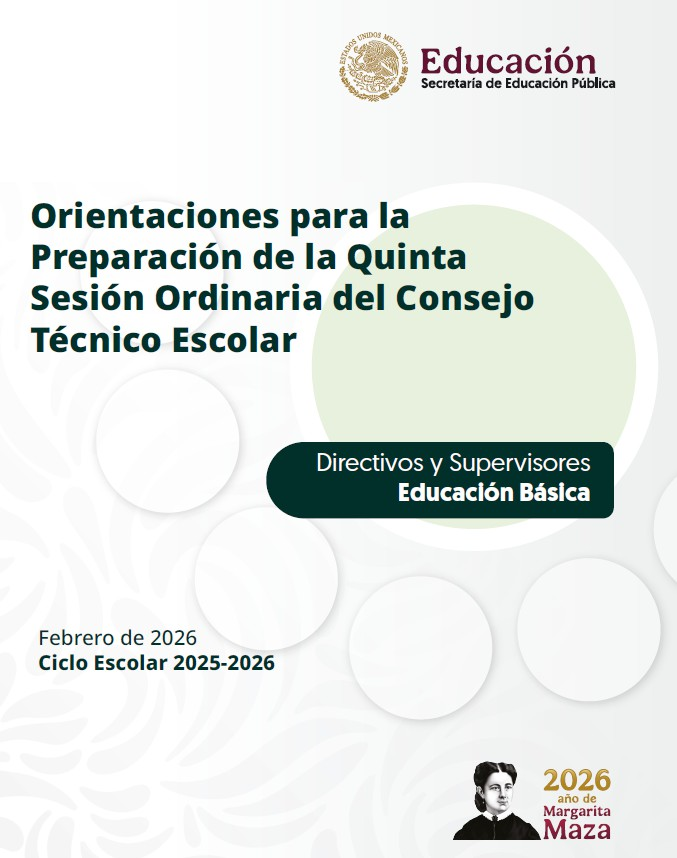 ESTADOS UNIDOS MEXICANOS
Educación
Secretaría de Educación Pública
Orientaciones para la
Preparación de la Quinta
Sesión Ordinaria del Consejo
Técnico Escolar
Directivos y Supervisores
Educación Básica
Febrero de 2026
Ciclo Escolar 2025-2026
2026
año de
Margarita
Maza